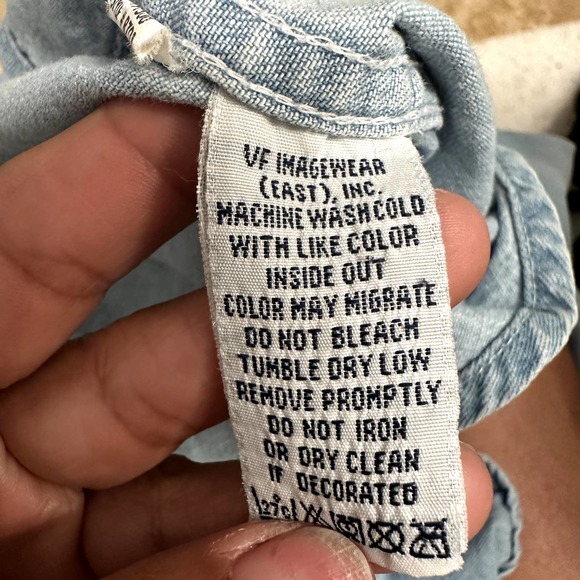 VF IMAGEWEAR
(EAST), INC.
MACHINE WASH COLD
WITH LIKE COLOR
INSIDE OUT
COLOR MAY MIGRATE
DO NOT BLEACH
TUMBLE DRY LOW
REMOVE PROMPTLY
DO NOT IRON
OR DRY CLEAN
IF DECORATED